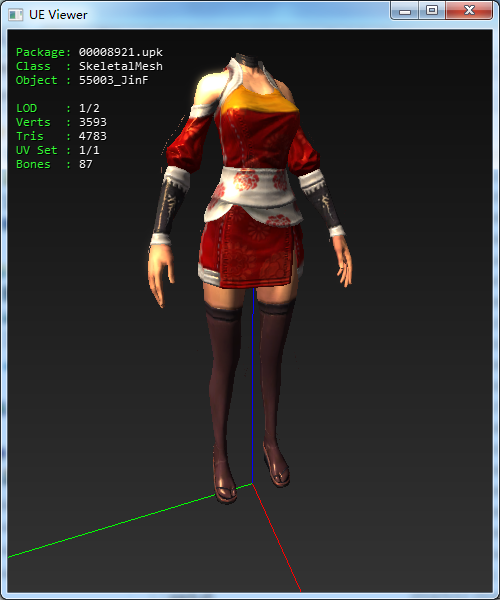 UE Viewer
Package: 00008921.upk
Class : SkeletalMesh
Object : 55003_JinF
LOD : 1/2
Verts : 3593
Tris : 4783
UV Set : 1/1
Bones : 87